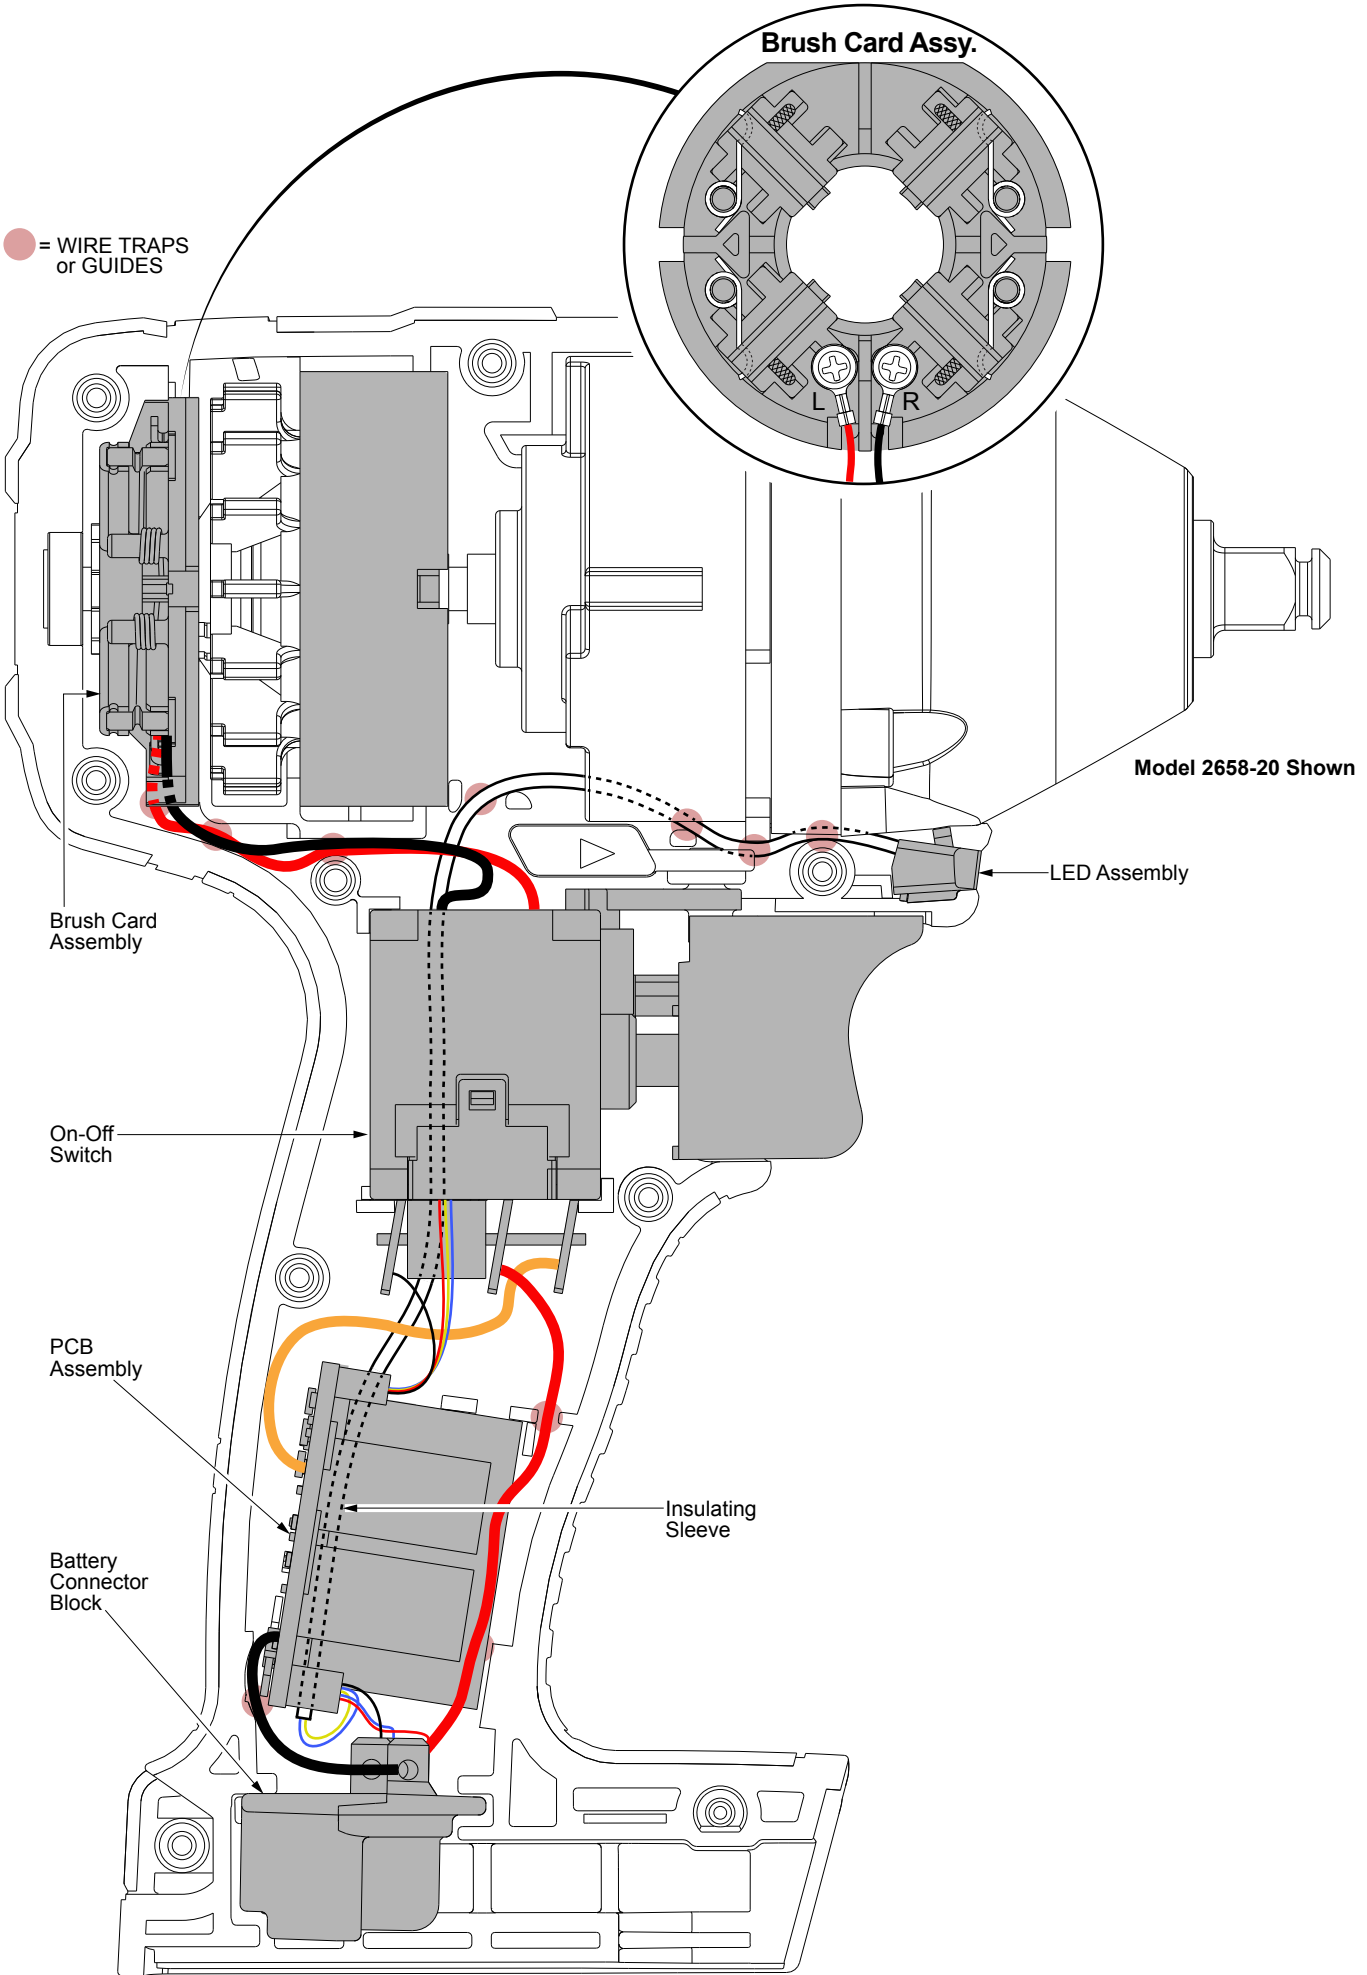 Brush Card Assy.
= WIRE TRAPS
or GUIDES
L
R
Model 2658-20 Shown
LED Assembly
Brush Card
Assembly
On-Off
Switch
PCB
Assembly
Insulating
Sleeve
Battery
Connector
Block